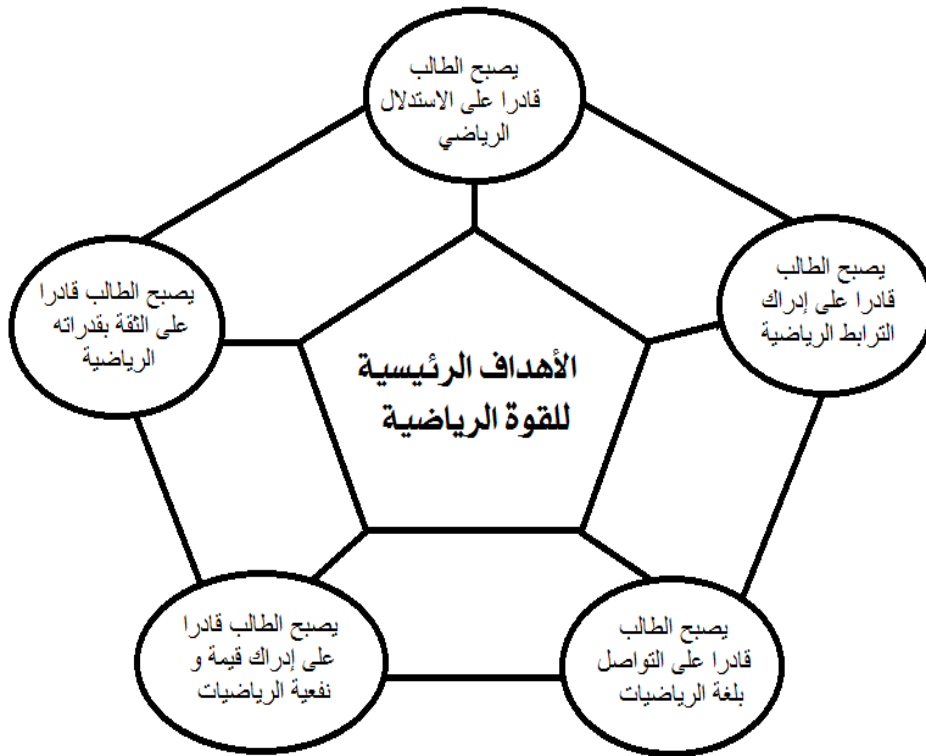 يصبح الطالب
قادرا على الاستدلال
الرياضي
يصبح الطالب
قادرا على إدراك
الترابط الرياضية
يصبح الطالب قادرا
على الثقة بقدراته
الرياضية
الأهداف الرئيسية
للقوة الرياضية
يصبح الطالب
قادرا على التواصل
بلغة الرياضيات
يصبح الطالب قادرا
على إدراك قيمة و
نفعية الرياضيات